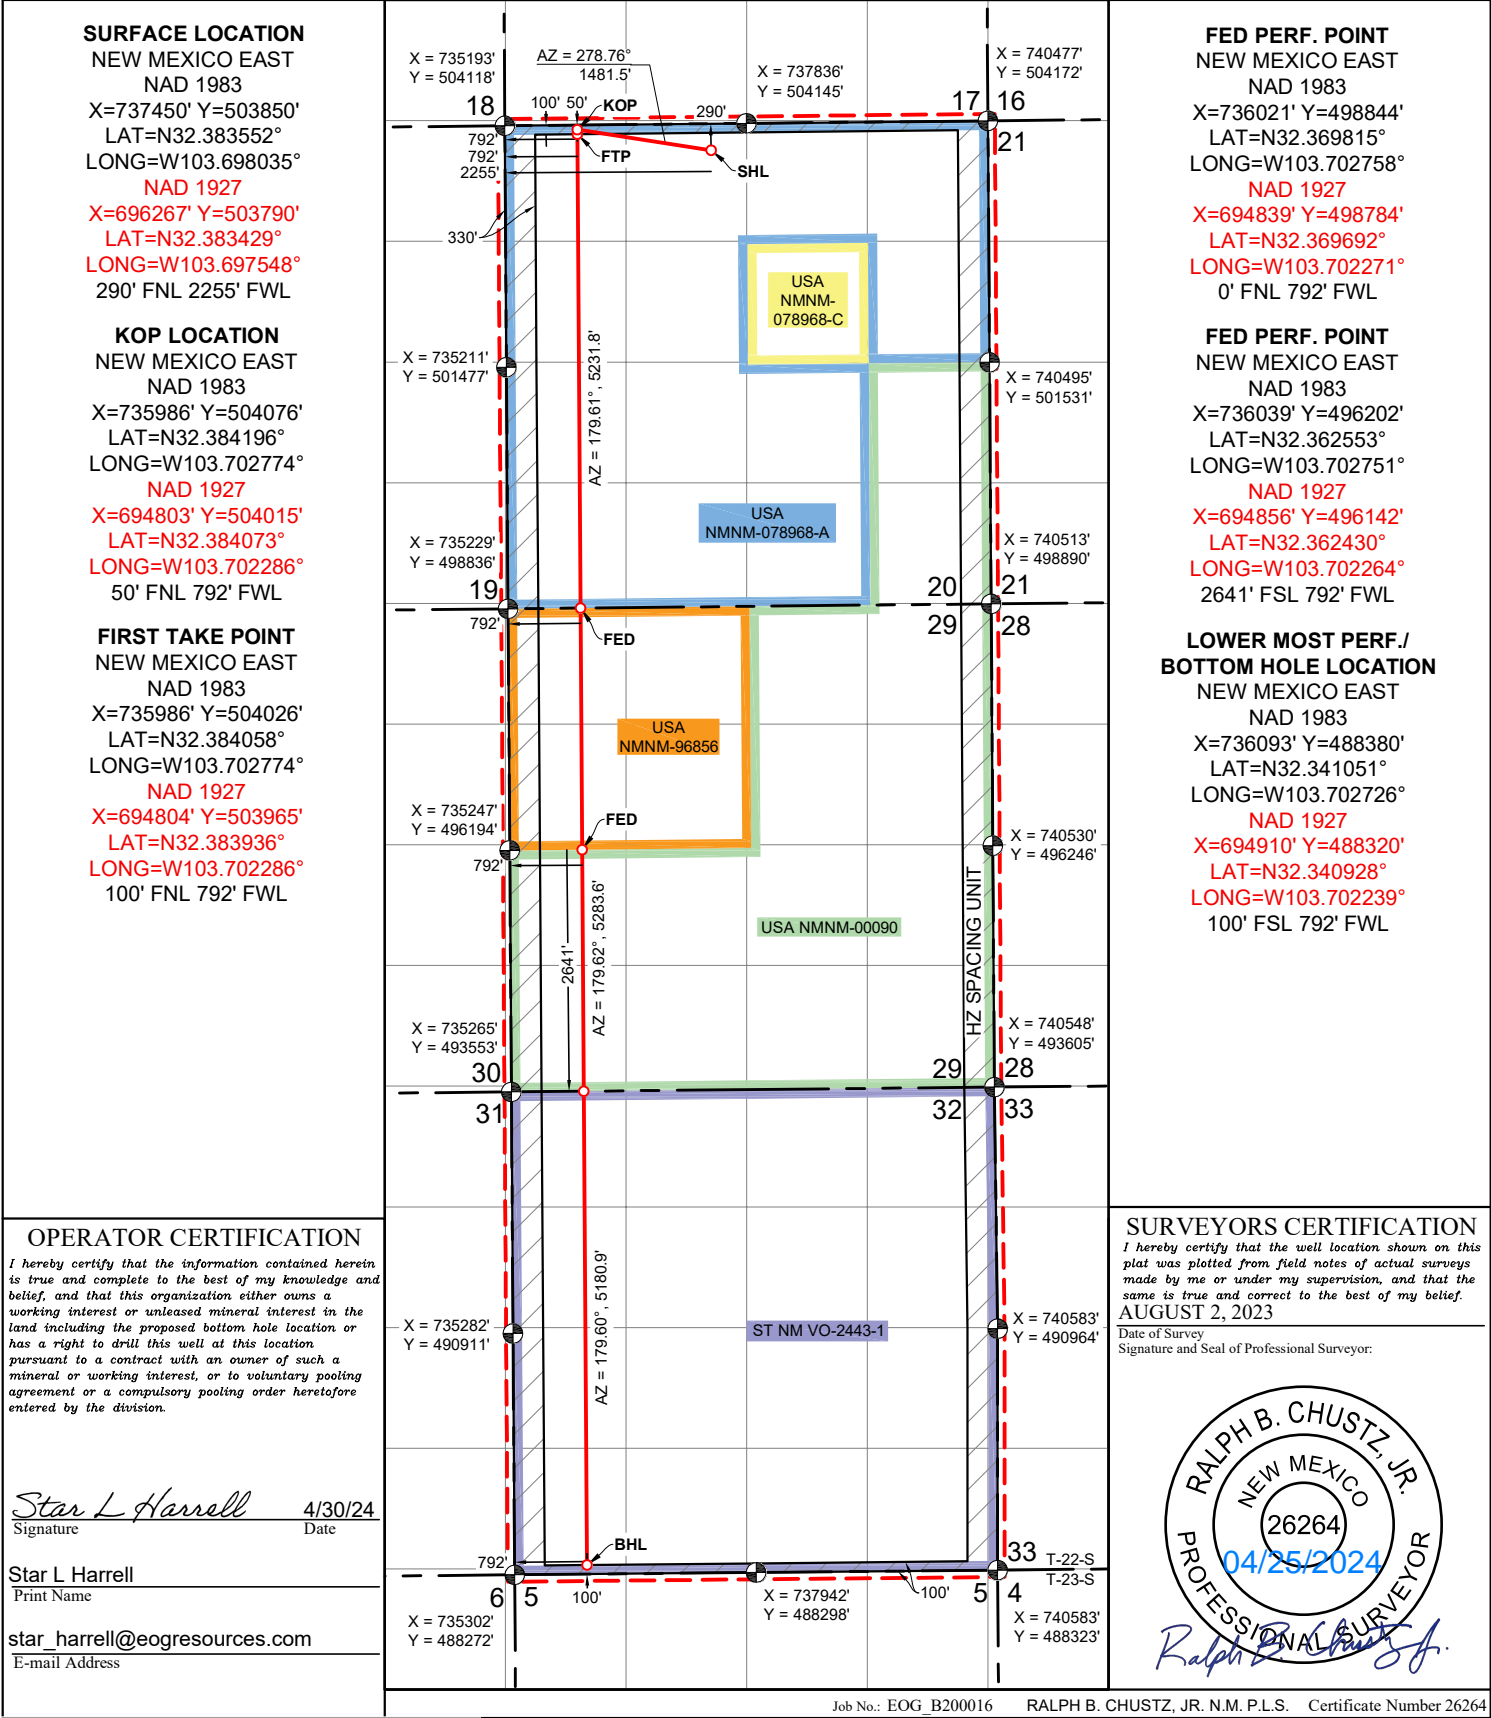 SURFACE LOCATION
NEW MEXICO EAST
NAD 1983
X=737450' Y=503850'
LAT=N32.383552°
LONG=W103.698035°
NAD 1927
X=696267' Y=503790'
LAT=N32.383429°
LONG=W103.697548°
290' FNL 2255' FWL
KOP LOCATION
NEW MEXICO EAST
NAD 1983
X=735986' Y=504076'
LAT=N32.384196°
LONG=W103.702774°
NAD 1927
X=694803' Y=504015'
LAT=N32.384073°
LONG=W103.702286°
50' FNL 792' FWL
FIRST TAKE POINT
NEW MEXICO EAST
NAD 1983
X=735986' Y=504026'
LAT=N32.384058°
LONG=W103.702774°
NAD 1927
X=694804' Y=503965'
LAT=N32.383936°
LONG=W103.702286°
100' FNL 792' FWL
OPERATOR CERTIFICATION
I hereby certify that the information contained herein
is true and complete to the best of my knowledge and
belief, and that this organization either owns a
working interest or unleased mineral interest in the
land including the proposed bottom hole location or
has a right to drill this well at this location
pursuant to a contract with an owner of such a
mineral or working interest, or to voluntary pooling
agreement or a compulsory pooling order heretofore
entered by the division.
Star L Harrell 4/30/24
Signature Date
Star L Harrell
Print Name
star_harrell@eogresources.com
E-mail Address
X = 735193'
Y = 504118'
AZ = 278.76°
1481.5'
X = 737836'
Y = 504145'
X = 740477'
Y = 504172'
18
100' 50'
KOP
290'
17 16
21
792'
792'
2255'
FTP
SHL
330'
USA
NMNM-
078968-C
X = 735211'
Y = 501477'
AZ = 179.61°, 5231.8'
X = 740495'
Y = 501531'
USA
NMNM-078968-A
X = 735229'
Y = 498836'
X = 740513'
Y = 498890'
19
20 21
792'
FED
29 28
USA
NMNM-96856
X = 735247'
Y = 496194'
FED
X = 740530'
Y = 496246'
792'
2641'
AZ = 179.62°, 5283.6'
USA NMNM-00090
HZ SPACING UNIT
X = 735265'
Y = 493553'
X = 740548'
Y = 493605'
30
29 28
31
32 33
X = 735282'
Y = 490911'
AZ = 179.60°, 5180.9'
ST NM VO-2443-1
X = 740583'
Y = 490964'
792'
BHL
33
T-22-S
T-23-S
6 5
100'
100'
5 4
X = 735302'
Y = 488272'
X = 737942'
Y = 488298'
X = 740583'
Y = 488323'
FED PERF. POINT
NEW MEXICO EAST
NAD 1983
X=736021' Y=498844'
LAT=N32.369815°
LONG=W103.702758°
NAD 1927
X=694839' Y=498784'
LAT=N32.369692°
LONG=W103.702271°
0' FNL 792' FWL
FED PERF. POINT
NEW MEXICO EAST
NAD 1983
X=736039' Y=496202'
LAT=N32.362553°
LONG=W103.702751°
NAD 1927
X=694856' Y=496142'
LAT=N32.362430°
LONG=W103.702264°
2641' FSL 792' FWL
LOWER MOST PERF./
BOTTOM HOLE LOCATION
NEW MEXICO EAST
NAD 1983
X=736093' Y=488380'
LAT=N32.341051°
LONG=W103.702726°
NAD 1927
X=694910' Y=488320'
LAT=N32.340928°
LONG=W103.702239°
100' FSL 792' FWL
SURVEYORS CERTIFICATION
I hereby certify that the well location shown on this
plat was plotted from field notes of actual surveys
made by me or under my supervision, and that the
same is true and correct to the best of my belief.
AUGUST 2, 2023
Date of Survey
Signature and Seal of Professional Surveyor:
RALPH B. CHUSTZ, JR.
NEW MEXICO
26264
04/25/2024
PROFESSIONAL SURVEYOR
Ralph B. Chustz Jr.
Job No.: EOG_B200016 RALPH B. CHUSTZ, JR. N.M. P.L.S. Certificate Number 26264